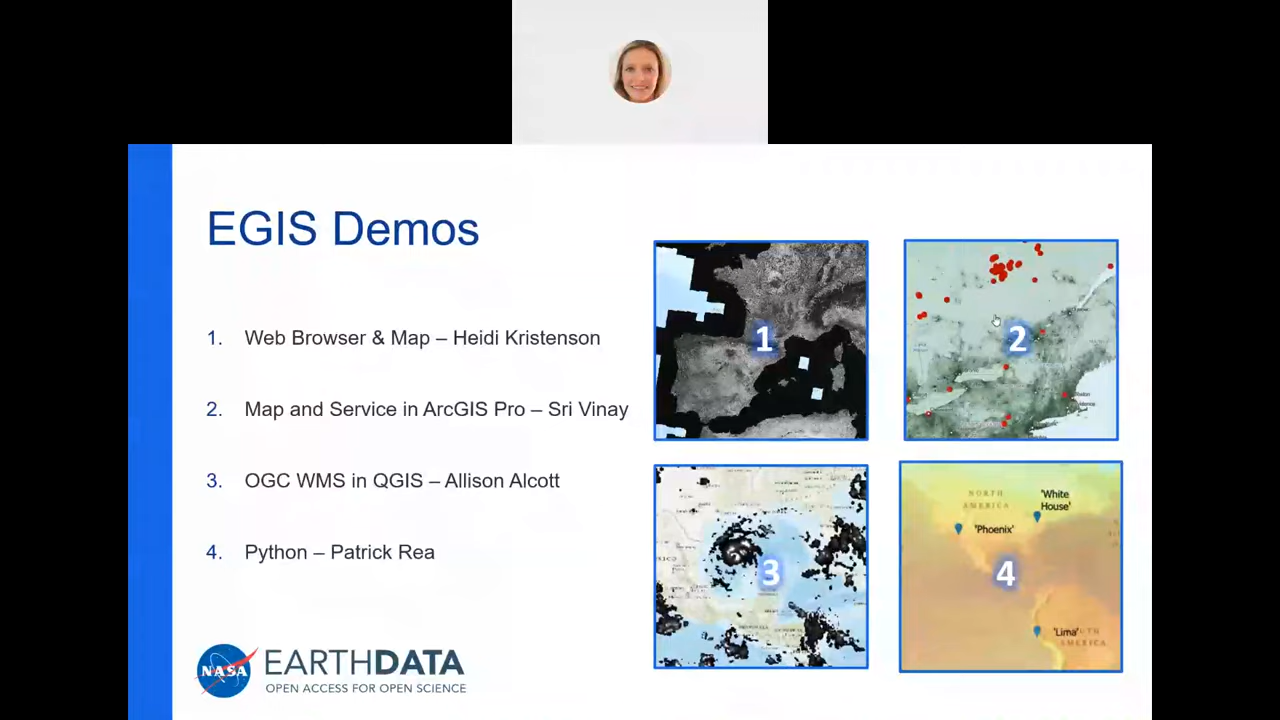 EGIS Demos
1. Web Browser & Map – Heidi Kristenson
2. Map and Service in ArcGIS Pro – Sri Vinay
3. OGC WMS in QGIS – Allison Alcott
4. Python – Patrick Rea
1
2
3
NORTH
AMERICA
'White
House'
'Phoenix'
4
'Lima'
AMERICA
NASA
EARTHDATA
OPEN ACCESS FOR OPEN SCIENCE